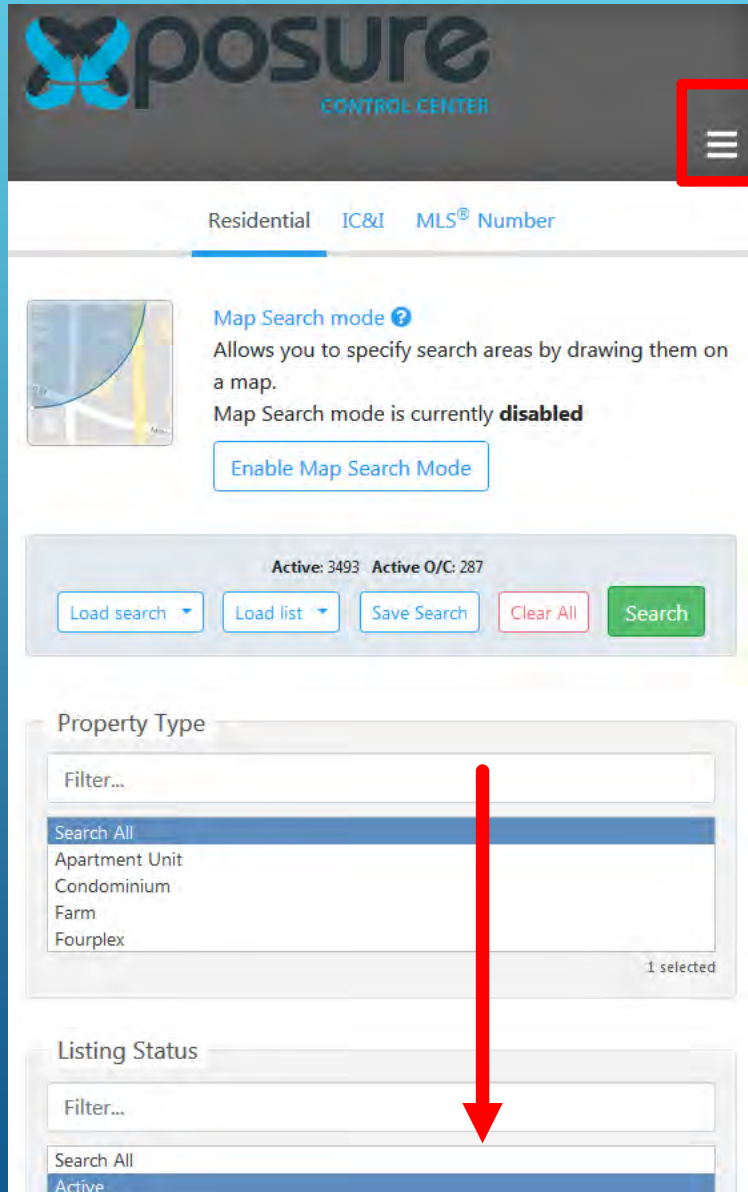 Xposure
CONTROL CENTER
Residential IC&I MLS® Number
Map Search mode ?
Allows you to specify search areas by drawing them on
a map.
Map Search mode is currently disabled
Enable Map Search Mode
Active: 3493 Active O/C: 287
Load search Load list Save Search Clear All Search
Property Type
Filter...
Search All
Apartment Unit
Condominium
Farm
Fourplex
1 selected
Listing Status
Filter...
Search All
Active